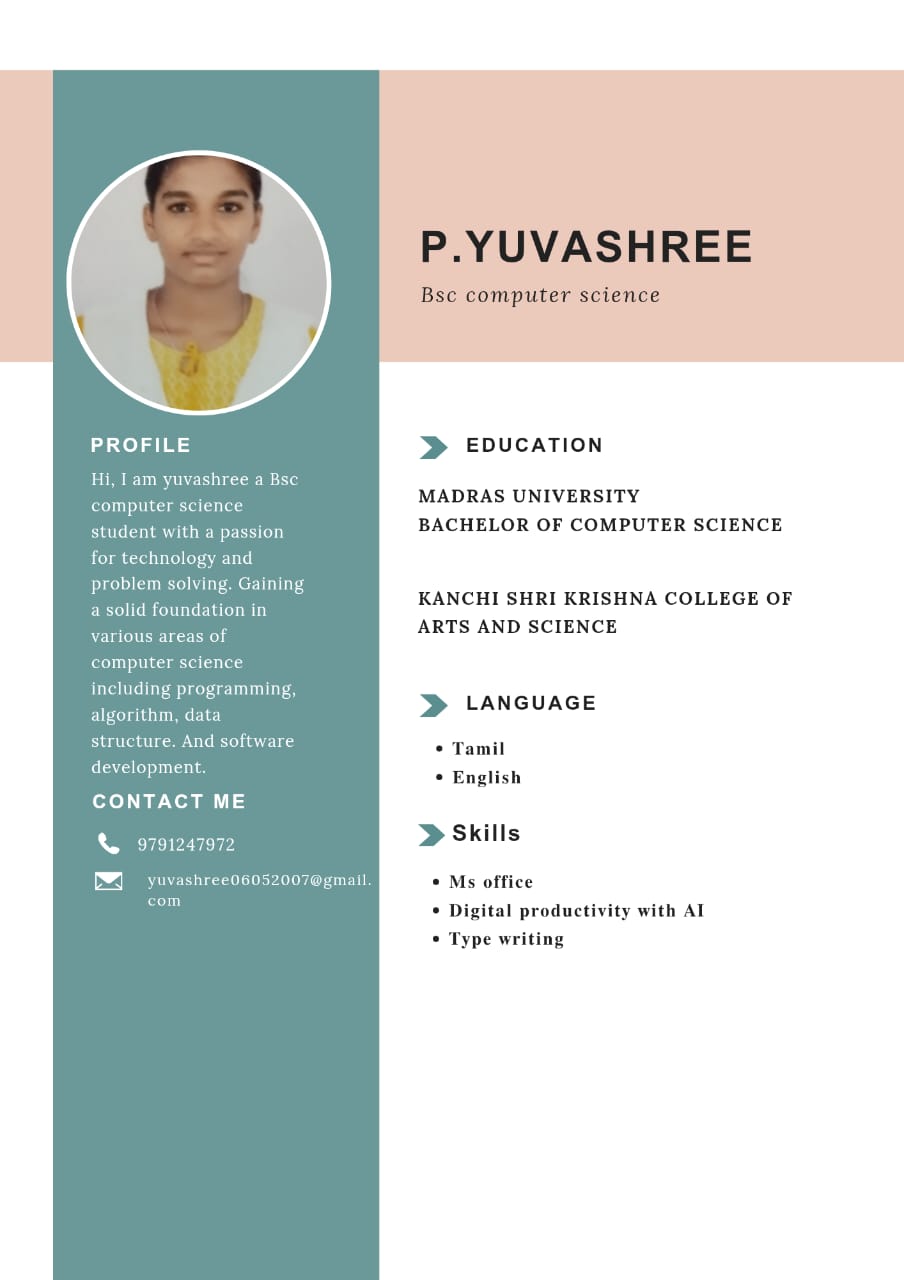 P.YUVASHREE
Bsc computer science
PROFILE
Hi, I am yuvashree a Bsc
computer science
student with a passion
for technology and
problem solving. Gaining
a solid foundation in
various areas of
computer science
including programming,
algorithm, data
structure. And software
development.
CONTACT ME
9791247972
yuvashree06052007@gmail.
com
EDUCATION
MADRAS UNIVERSITY
BACHELOR OF COMPUTER SCIENCE
KANCHI SHRI KRISHNA COLLEGE OF
ARTS AND SCIENCE
LANGUAGE
• Tamil
• English
Skills
• Ms office
• Digital productivity with AI
• Type writing